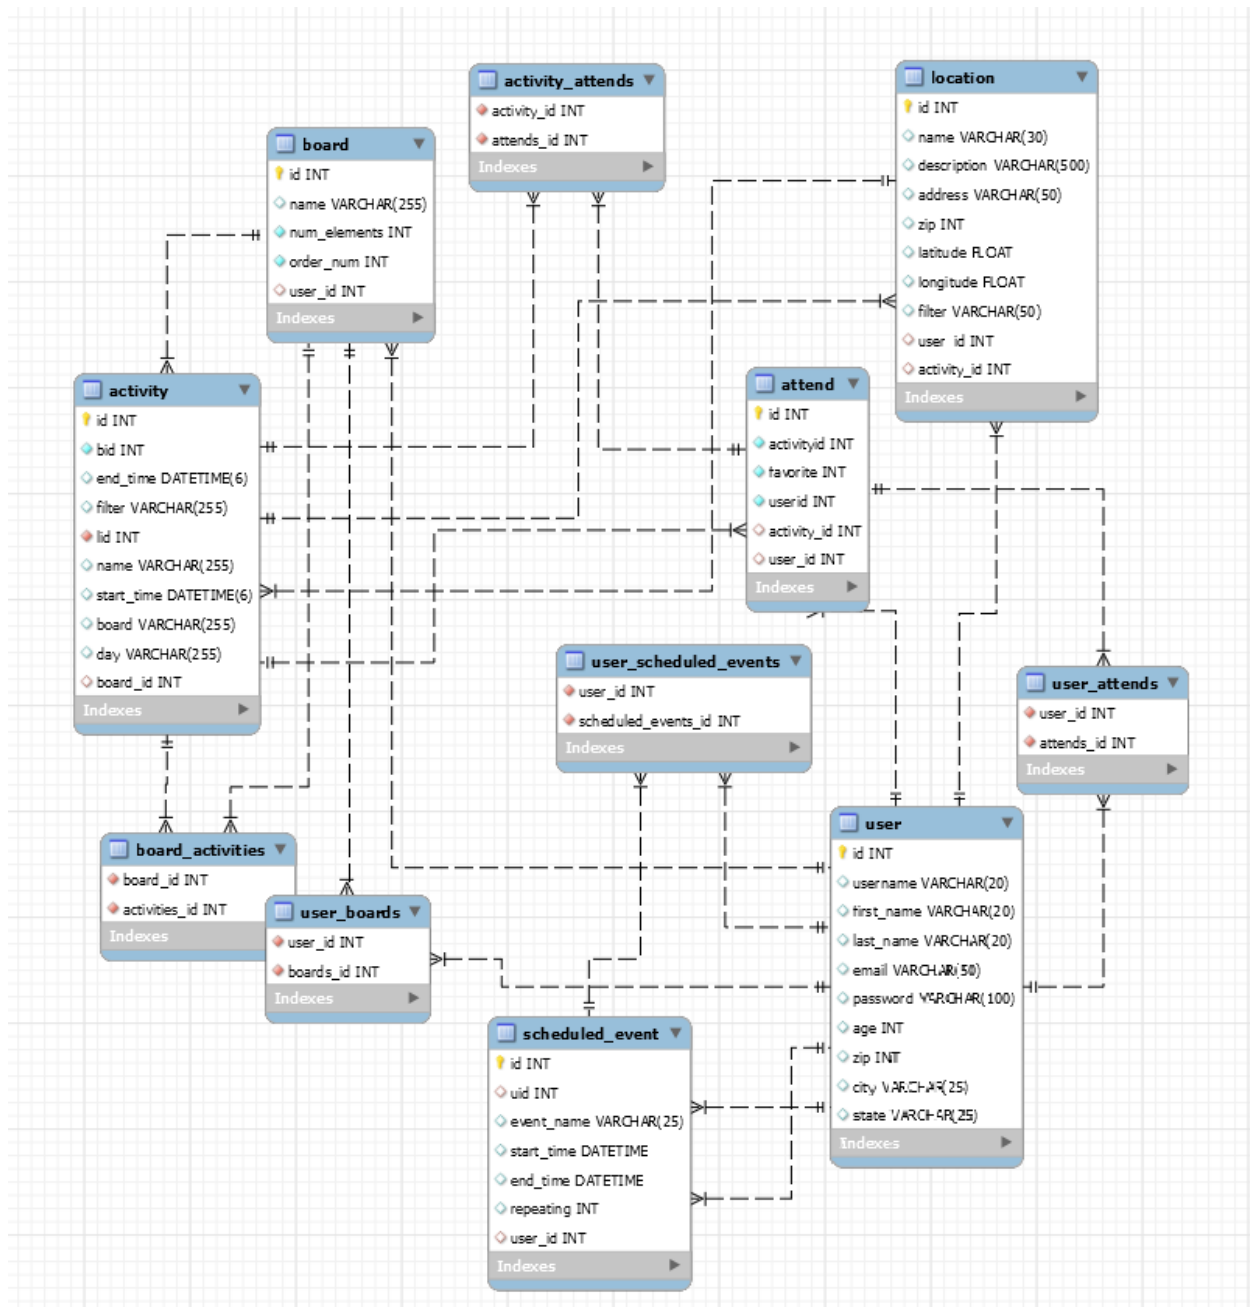 activity_attends
activity_id INT
attends_id INT
Indexes
location
id INT
name VARCHAR(30)
description VARCHAR(500)
address VARCHAR(50)
zip INT
latitude FLOAT
longitude FLOAT
filter VARCHAR(50)
user_id INT
activity_id INT
Indexes
board
id INT
name VARCHAR(255)
num_elements INT
order_num INT
user_id INT
Indexes
activity
id INT
bid INT
end_time DATETIME(6)
filter VARCHAR(255)
lid INT
name VARCHAR(255)
start_time DATETIME(6)
board VARCHAR(255)
day VARCHAR(255)
board_id INT
Indexes
attend
id INT
activityid INT
favorite INT
userid INT
activity_id INT
user_id INT
Indexes
user_scheduled_events
user_id INT
scheduled_events_id INT
Indexes
user_attends
user_id INT
attends_id INT
Indexes
board_activities
board_id INT
activities_id INT
Indexes
user_boards
user_id INT
boards_id INT
Indexes
user
id INT
username VARCHAR(20)
first_name VARCHAR(20)
last_name VARCHAR(20)
email VARCHAR(50)
password VARCHAR(100)
age INT
zip INT
city VARCHAR(25)
state VARCHAR(25)
Indexes
scheduled_event
id INT
uid INT
event_name VARCHAR(25)
start_time DATETIME
end_time DATETIME
repeating INT
user_id INT
Indexes